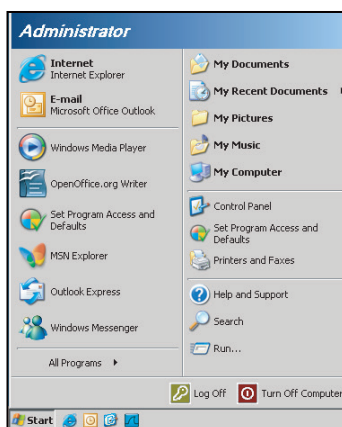 Administrator
Internet
Internet Explorer
E-mail
Microsoft Office Outlook
Windows Media Player
OpenOffice.org Writer
Set Program Access and
Defaults
MSN Explorer
Outlook Express
Windows Messenger
All Programs
My Documents
My Recent Documents
My Pictures
My Music
My Computer
Control Panel
Set Program Access and
Defaults
Printers and Faxes
Help and Support
Search
Run...
Log Off
Turn Off Computer
Start